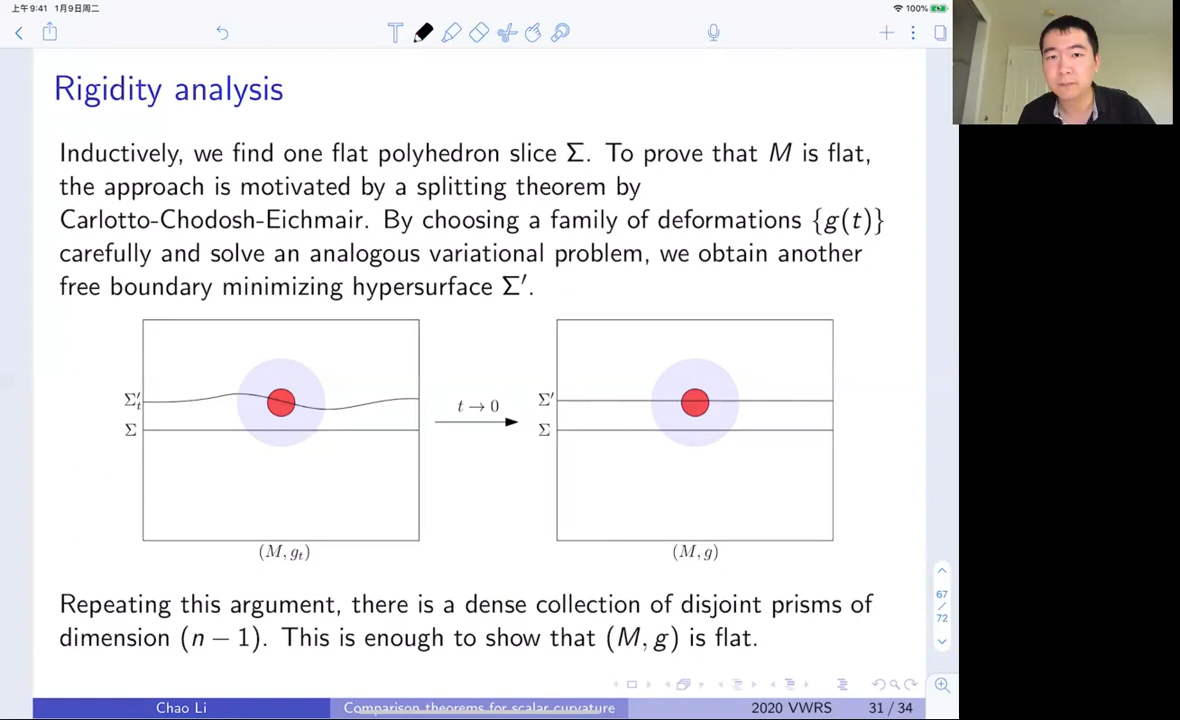 上午9:41 1月9日周二
100%
Rigidity analysis
Inductively, we find one flat polyhedron slice Σ. To prove that M is flat,
the approach is motivated by a splitting theorem by
Carlotto-Chodosh-Eichmair. By choosing a family of deformations {g(t)}
carefully and solve an analogous variational problem, we obtain another
free boundary minimizing hypersurface Σ′.
Σ′ₜ
Σ
(M, gₜ)
t → 0
Σ′
Σ
(M, g)
Repeating this argument, there is a dense collection of disjoint prisms of
dimension (n − 1). This is enough to show that (M, g) is flat.
67
/
72
Chao Li
Comparison theorems for scalar curvature
2020 VWRS
31 / 34